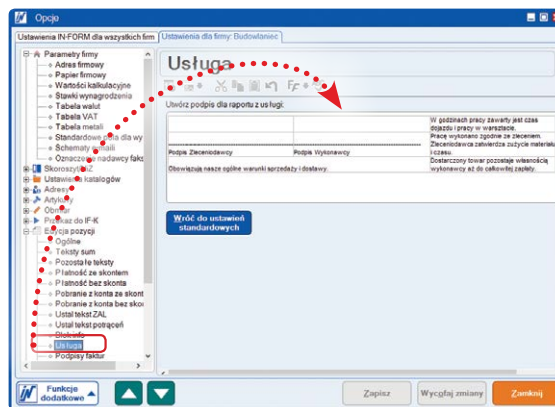 Opcje
Ustawienia IN-FORM dla wszystkich firm
Ustawienia dla firmy: Budowlaniec
Parametry firmy
Adres firmowy
Papier firmowy
Wartości kalkulacyjne
Stawki wynagrodzenia
Tabela walut
Tabela VAT
Tabela metali
Standardowe pola dla wy
Schematy e-maili
Oznaczenie nadawcy faks
Ustawienia katalogów
Adresy
Artykuły
Obmiar
Przekaz do IF-K
Edycja pozycji
Ogólne
Teksty sum
Pozostałe teksty
Płatność ze skontem
Płatność bez skonta
Pobranie z konta ze skont
Pobranie z konta bez skon
Ustal tekst ZAL
Ustal tekst potrąceń
Blok info
Usługa
Podpisy faktur
Usługa
Utwórz podpis dla raportu z usługi:
W godzinach pracy zawarty jest czas
dojazdu i pracy w warsztacie.
Pracę wykonano zgodnie ze zleceniem.
Zleceniodawca zatwierdza zużycie materiału
i czasu.
Podpis Zleceniodawcy Podpis Wykonawcy
Dostarczony towar pozostaje własnością
wykonawcy aż do całkowitej zapłaty.
Obowiązują nasze ogólne warunki sprzedaży i dostawy.
Wróć do ustawień
standardowych
Funkcje
dodatkowe
Zapisz
Wycofaj zmiany
Zamknij